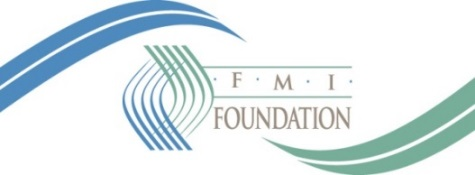 · F · M · I ·
FOUNDATION